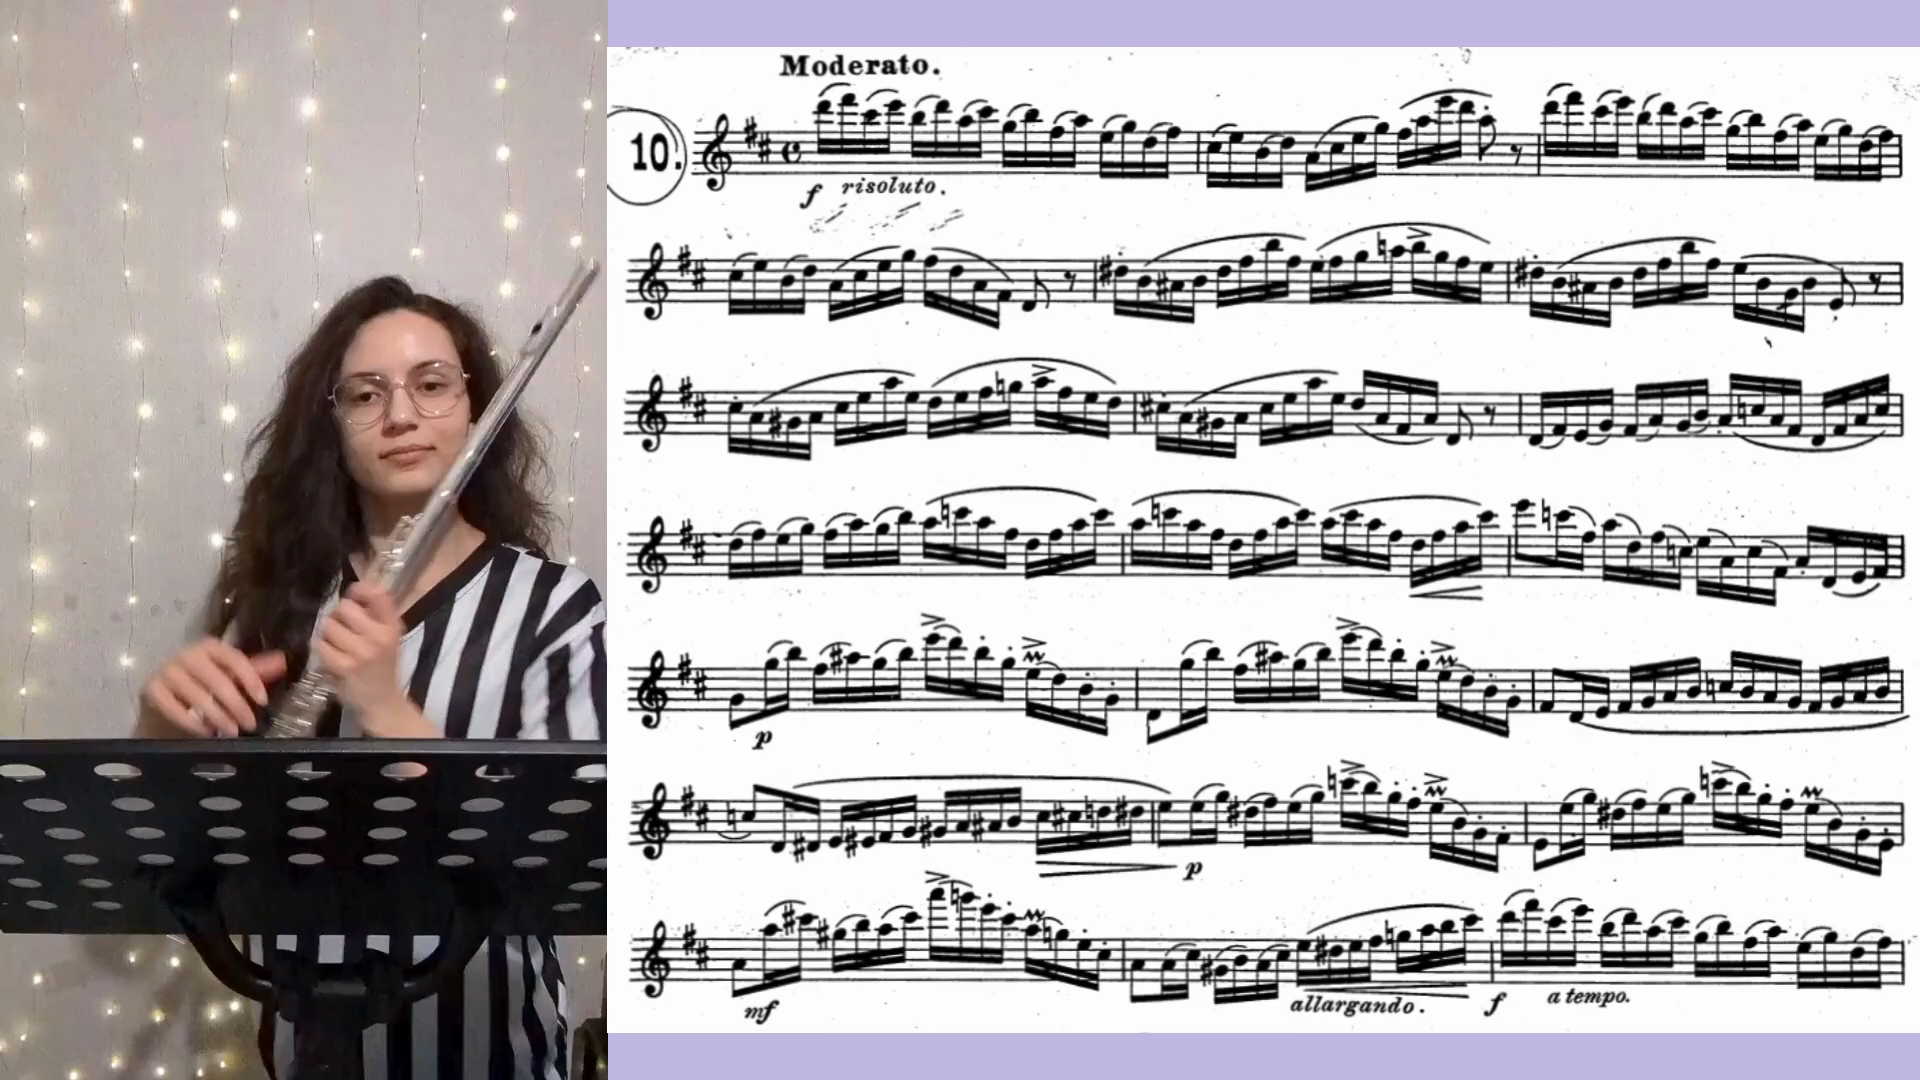 Moderato.
10.
f risoluto.
p
p
mf
allargando.
f a tempo.